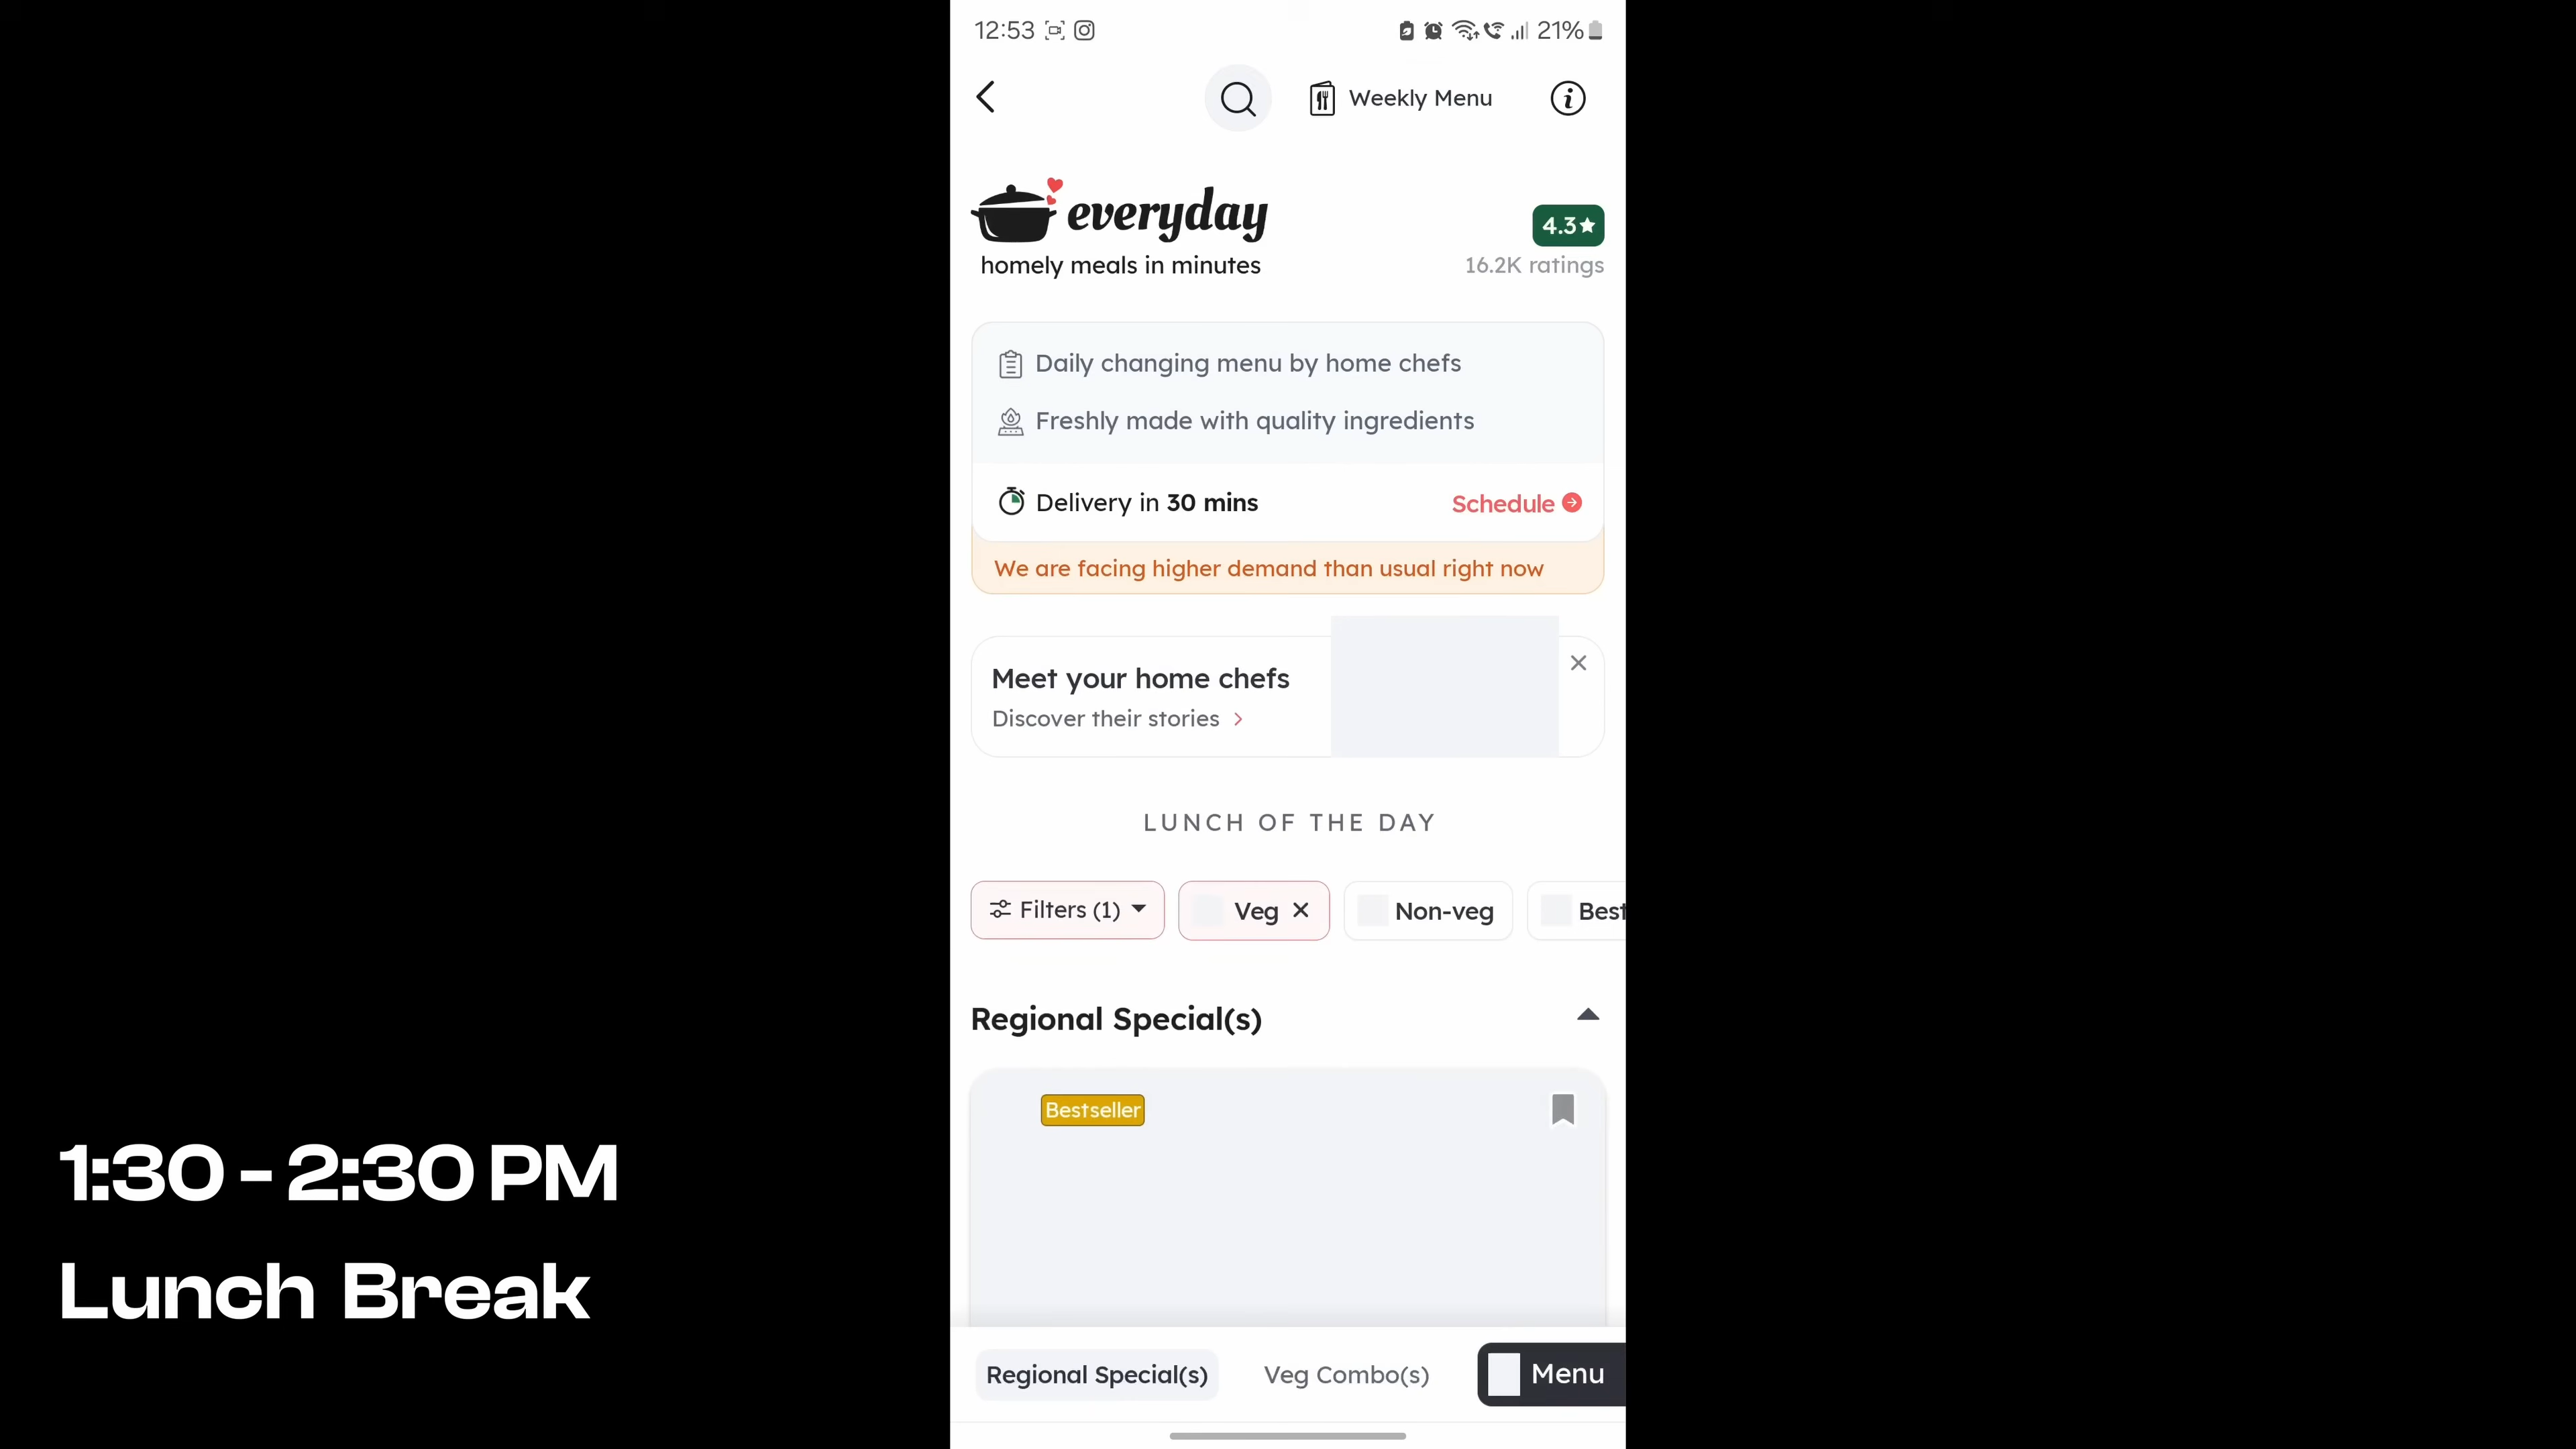 12:53
21%
Weekly Menu
everyday
homely meals in minutes
4.3★
16.2K ratings
Daily changing menu by home chefs
Freshly made with quality ingredients
Delivery in 30 mins
Schedule
We are facing higher demand than usual right now
Meet your home chefs
Discover their stories >
LUNCH OF THE DAY
Filters (1)
Veg ×
Non-veg
Best
Regional Special(s)
Bestseller
1:30 - 2:30 PM
Lunch Break
Regional Special(s)
Veg Combo(s)
Menu